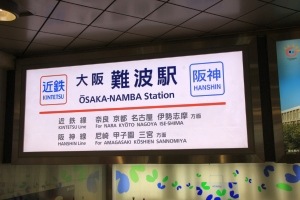 近鉄 大阪 難波駅 阪神
KINTETSU ŌSAKA-NAMBA Station HANSHIN
近鉄線 奈良 京都 名古屋 伊勢志摩 方面
KINTETSU Line For NARA KYŌTO NAGOYA ISE-SHIMA
阪神線 尼崎 甲子園 三宮 方面
HANSHIN Line For AMAGASAKI KŌSHIEN SANNOMIYA